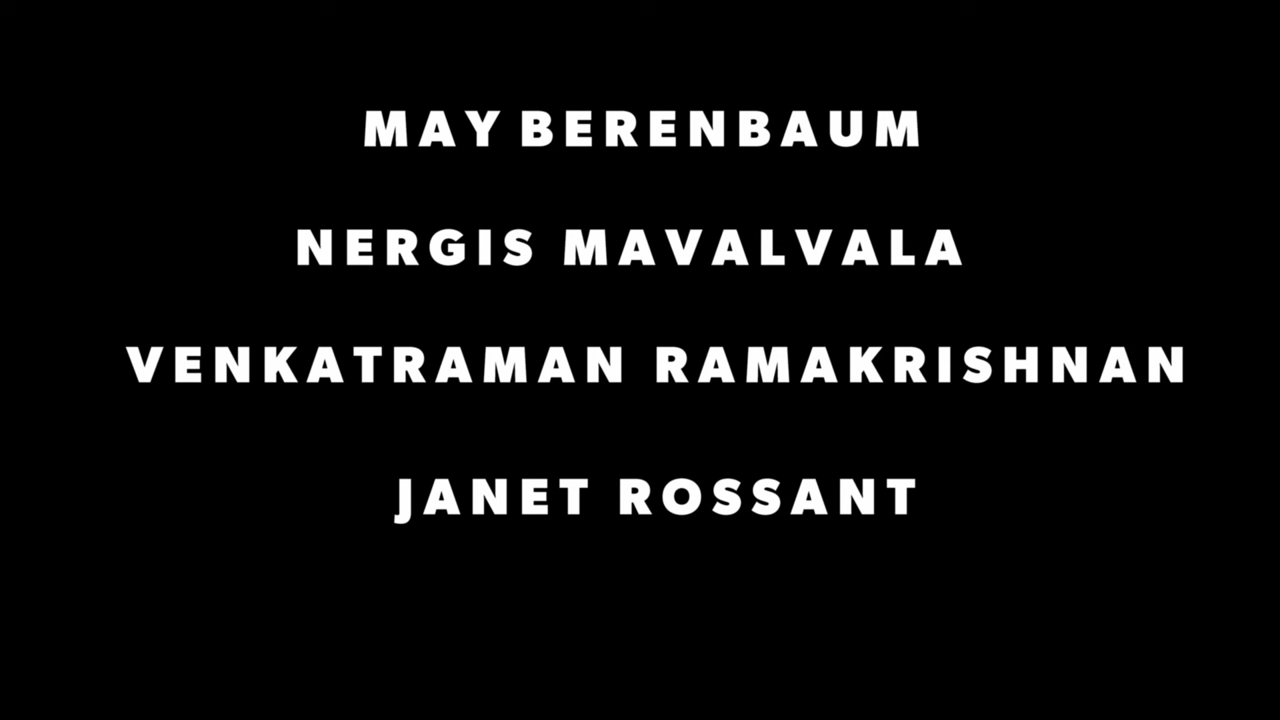 MAY BERENBAUM
NERGIS MAVALVALA
VENKATRAMAN RAMAKRISHNAN
JANET ROSSANT